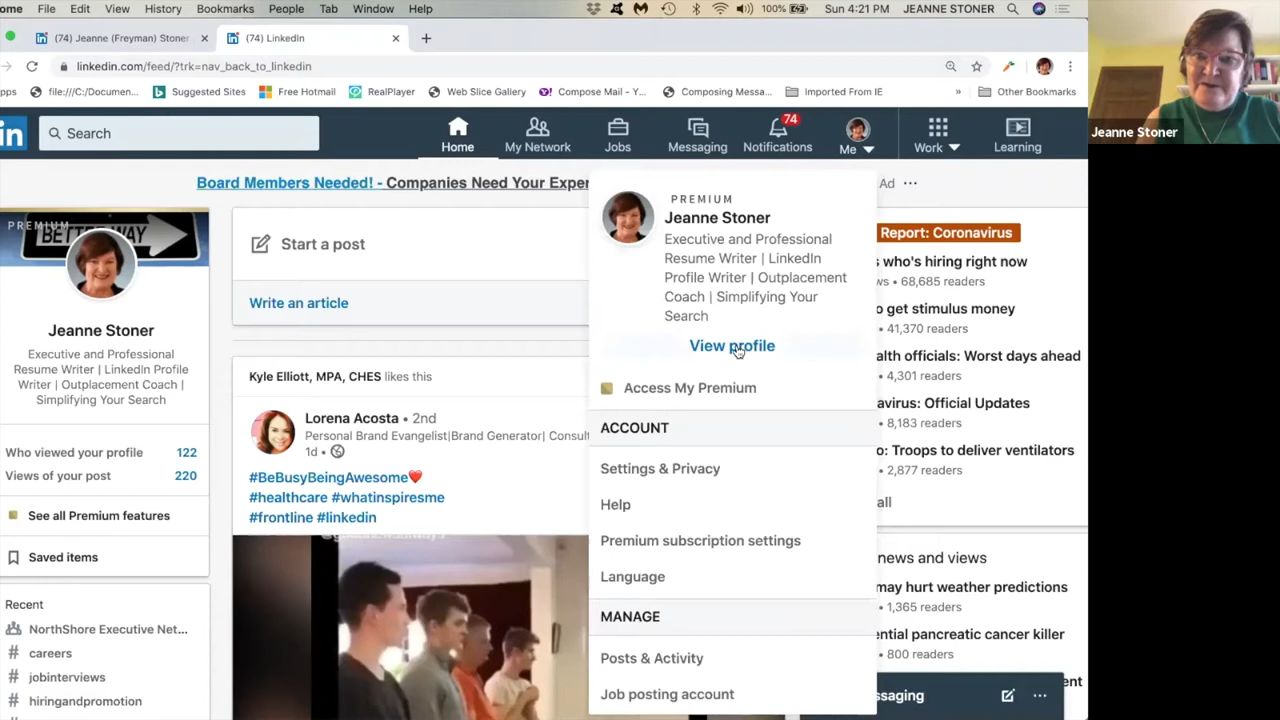 ome File Edit View History Bookmarks People Tab Window Help 100% Sun 4:21 PM JEANNE STONER
in (74) Jeanne (Freyman) Stoner × in (74) LinkedIn × +
linkedin.com/feed/?trk=nav_back_to_linkedin
pps file:///C:/Documen... Suggested Sites Free Hotmail RealPlayer Web Slice Gallery Compose Mail - Y... Composing Messa... Imported From IE » Other Bookmarks
Jeanne Stoner
in Search Home My Network Jobs Messaging 74 Notifications Me Work Learning
Board Members Needed! - Companies Need Your Exper
Ad ...
PREMIUM
BETTER WAY
Jeanne Stoner
Executive and Professional
Resume Writer | LinkedIn Profile
Writer | Outplacement Coach |
Simplifying Your Search
Who viewed your profile 122
Views of your post 220
See all Premium features
Saved items
Recent
NorthShore Executive Net...
# careers
# jobinterviews
# hiringandpromotion
#
Start a post
Write an article
Kyle Elliott, MPA, CHES likes this
Lorena Acosta • 2nd
Personal Brand Evangelist|Brand Generator| Consult
1d •
#BeBusyBeingAwesome❤️
#healthcare #whatinspiresme
#frontline #linkedin
PREMIUM
Jeanne Stoner
Executive and Professional
Resume Writer | LinkedIn
Profile Writer | Outplacement
Coach | Simplifying Your
Search
View profile
Access My Premium
ACCOUNT
Settings & Privacy
Help
Premium subscription settings
Language
MANAGE
Posts & Activity
Job posting account
Report: Coronavirus
s who's hiring right now
ws • 68,685 readers
o get stimulus money
• 41,370 readers
alth officials: Worst days ahead
• 4,301 readers
avirus: Official Updates
• 8,183 readers
o: Troops to deliver ventilators
• 2,877 readers
all
news and views
may hurt weather predictions
• 1,365 readers
ential pancreatic cancer killer
• 800 readers
ent
ssaging ...